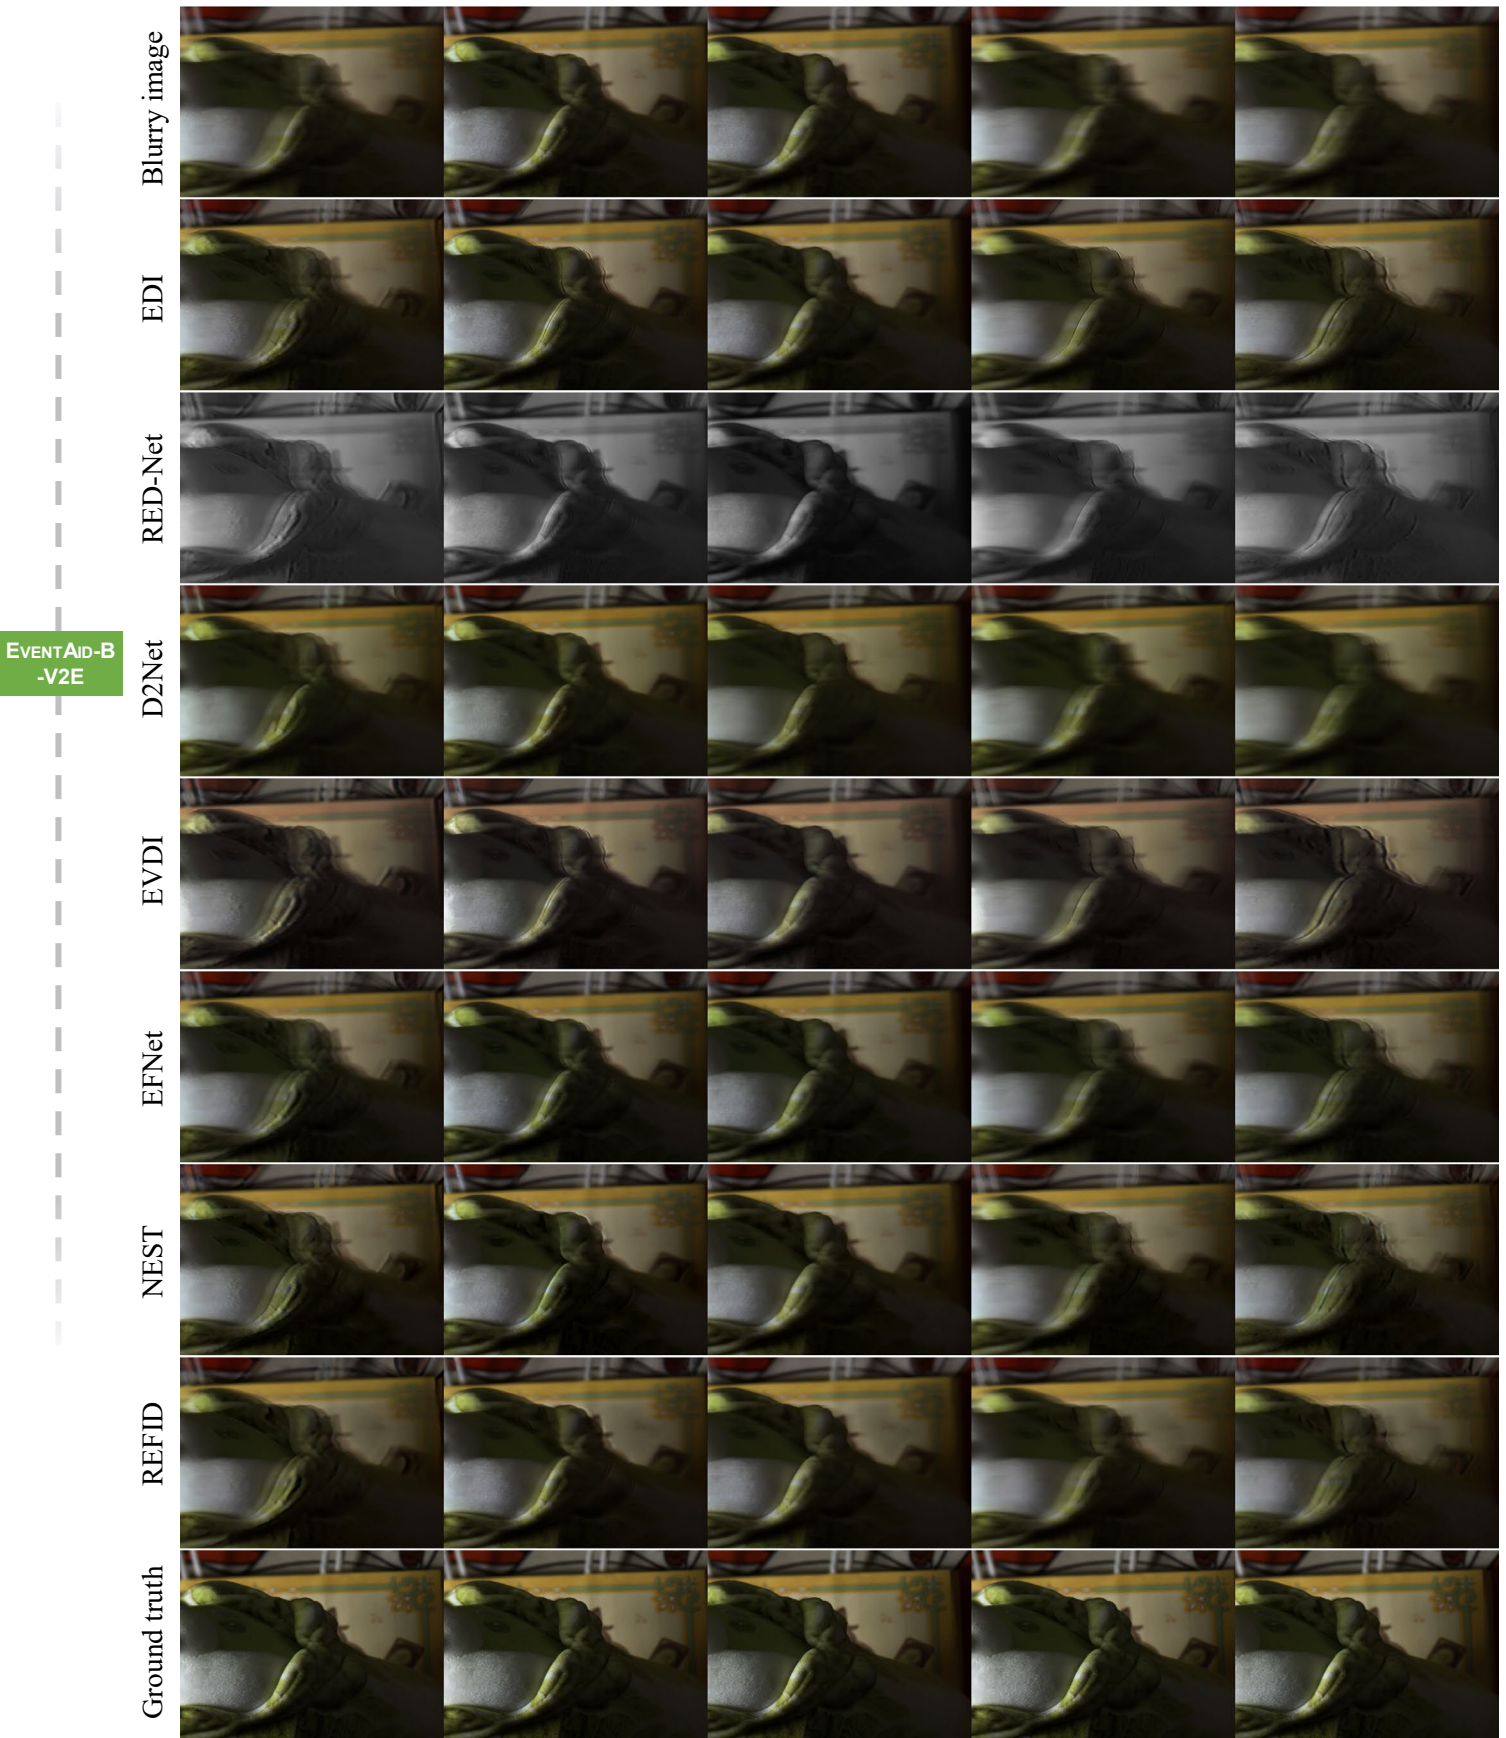 Blurry image
EDI
RED-Net
EVENTAID-B
-V2E
D2Net
EVDI
EFNet
NEST
REFID
Ground truth